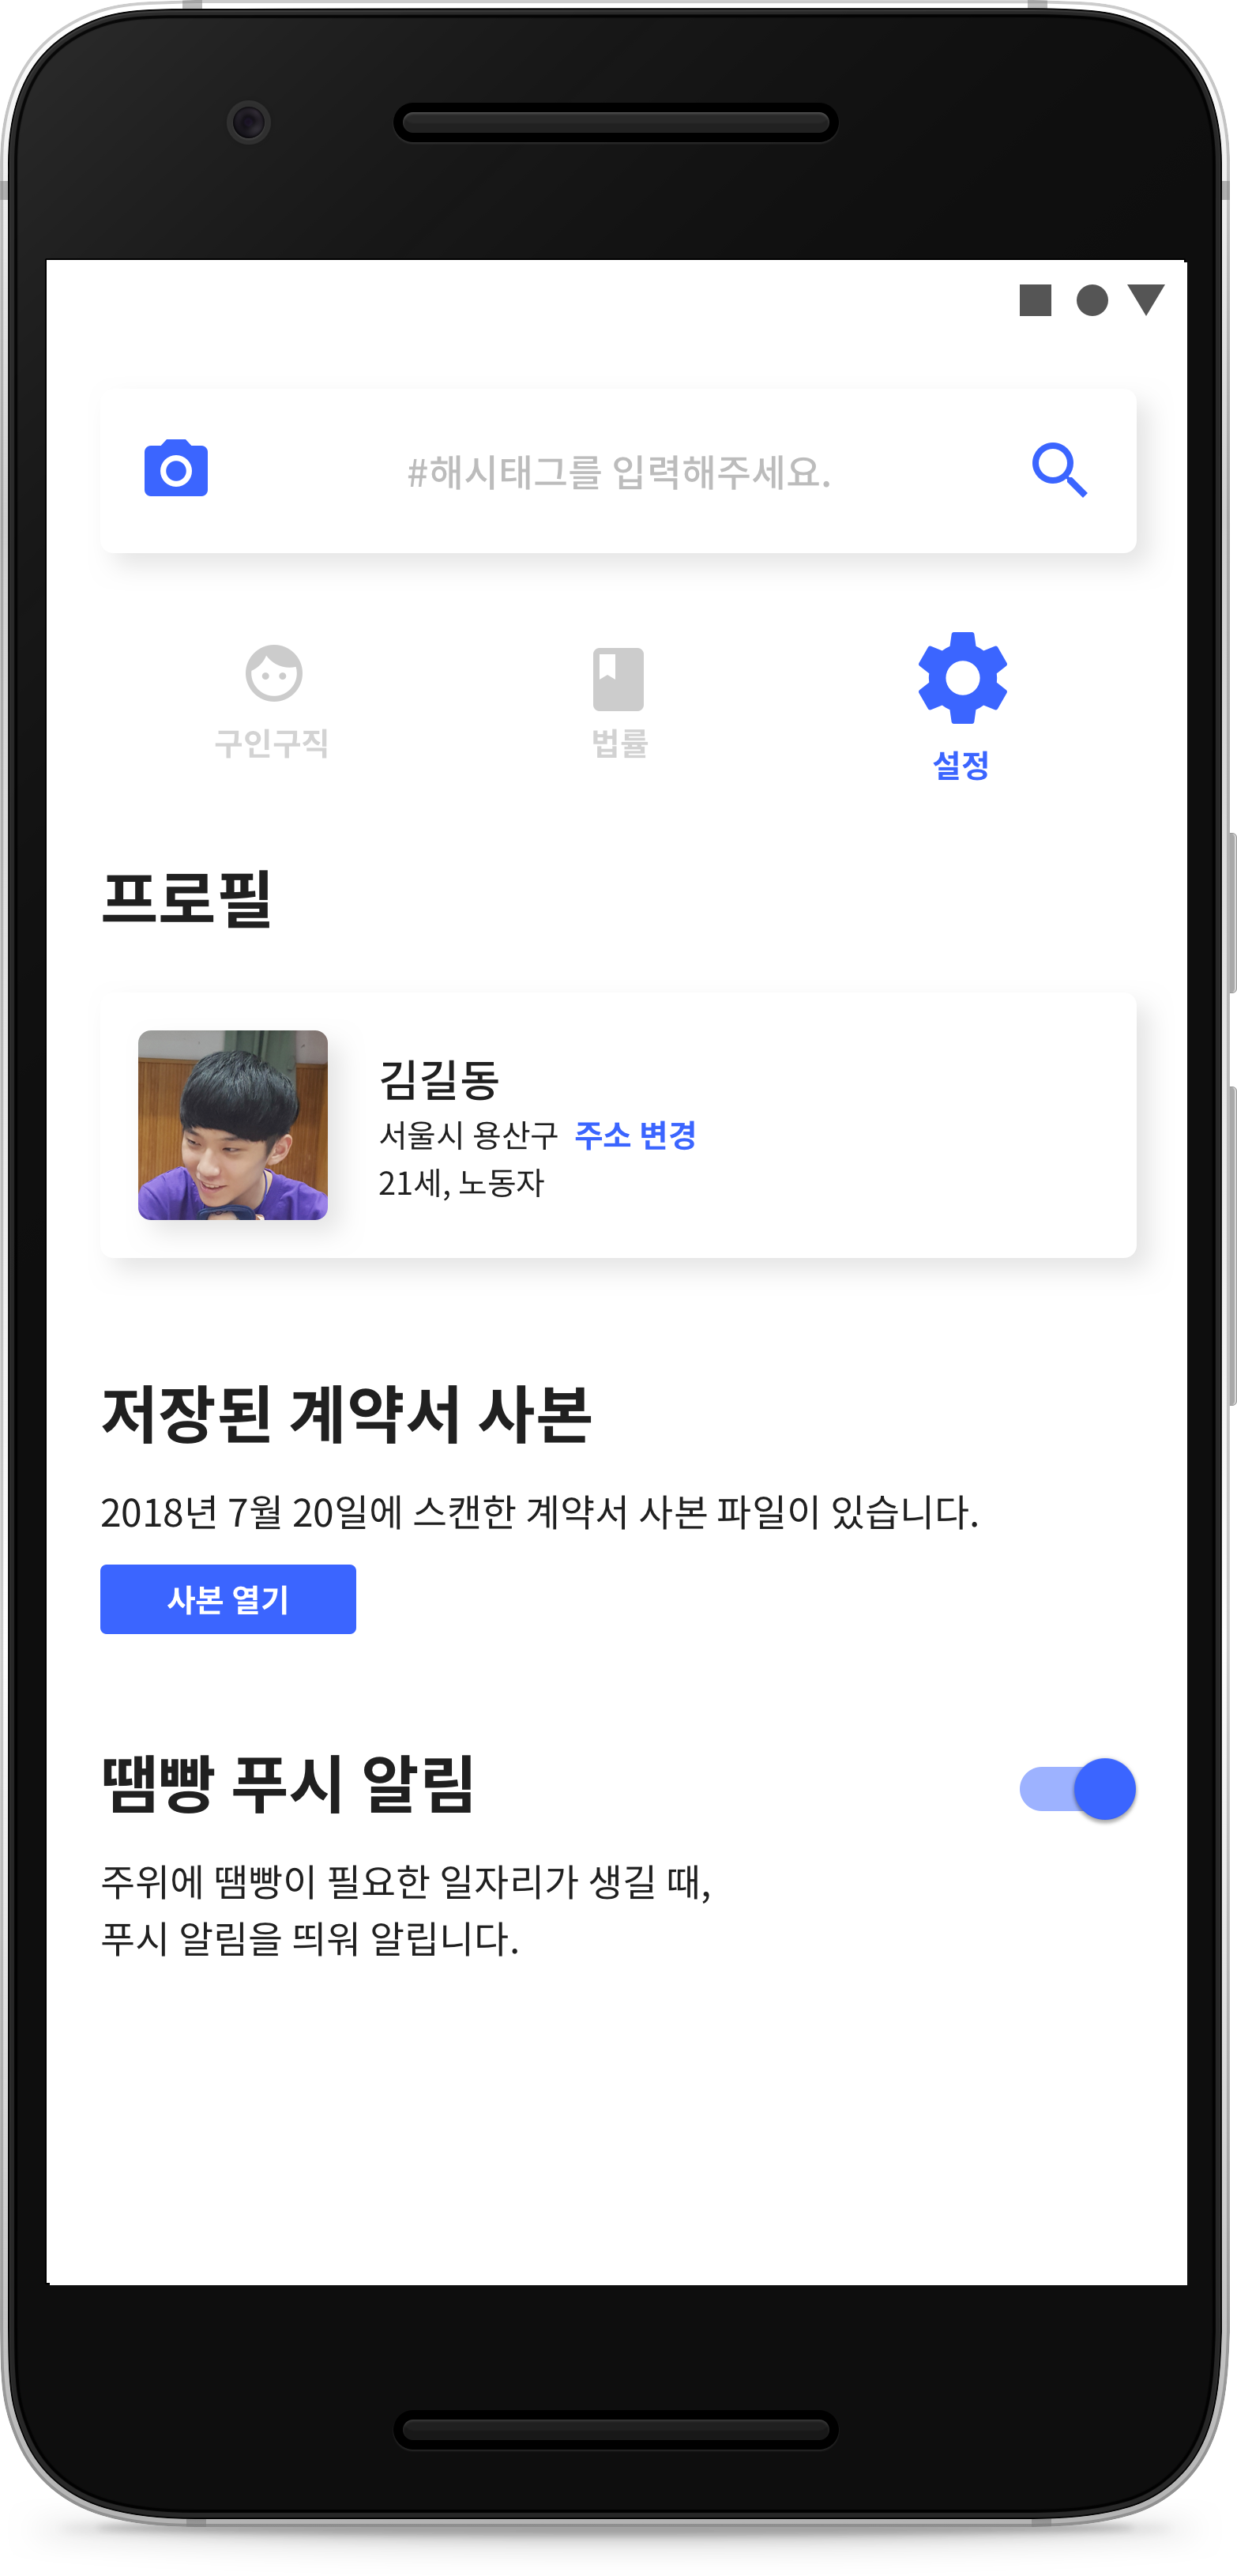 #해시태그를 입력해주세요.
구인구직
법률
설정
프로필
김길동
서울시 용산구 주소 변경
21세, 노동자
저장된 계약서 사본
2018년 7월 20일에 스캔한 계약서 사본 파일이 있습니다.
사본 열기
땜빵 푸시 알림
주위에 땜빵이 필요한 일자리가 생길 때,
푸시 알림을 띄워 알립니다.